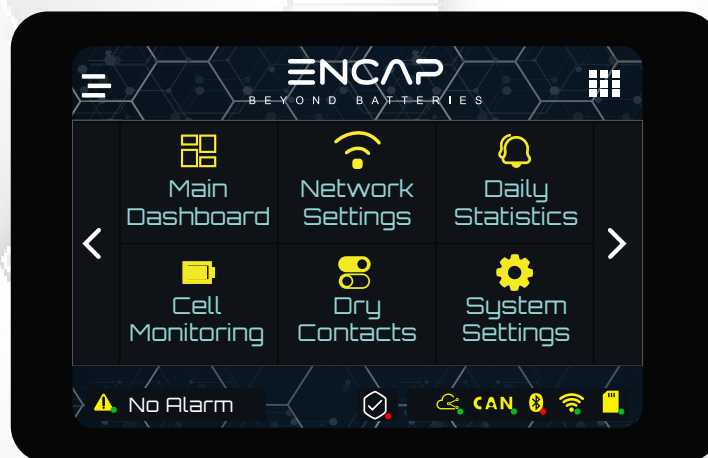 ENCAP
BEYOND BATTERIES
Main
Dashboard
Network
Settings
Daily
Statistics
Cell
Monitoring
Dry
Contacts
System
Settings
No Alarm
CAN